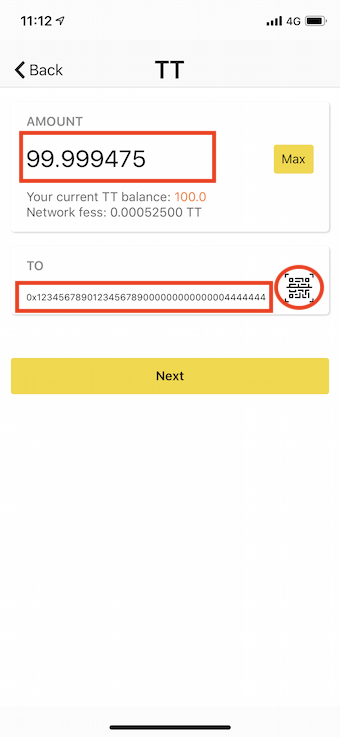 11:12
4G
Back
TT
AMOUNT
99.999475
Max
Your current TT balance: 100.0
Network fess: 0.00052500 TT
TO
0x1234567890123456789000000000000004444444
Next